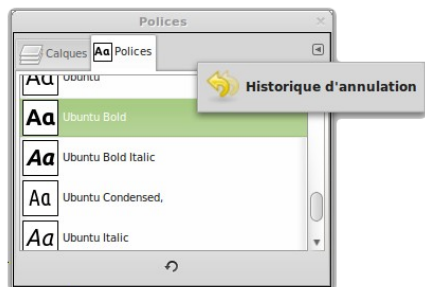 Polices
Calques Aa Polices
Historique d'annulation
Aa Ubuntu
Aa Ubuntu Bold
Aa Ubuntu Bold Italic
Aa Ubuntu Condensed,
Aa Ubuntu Italic